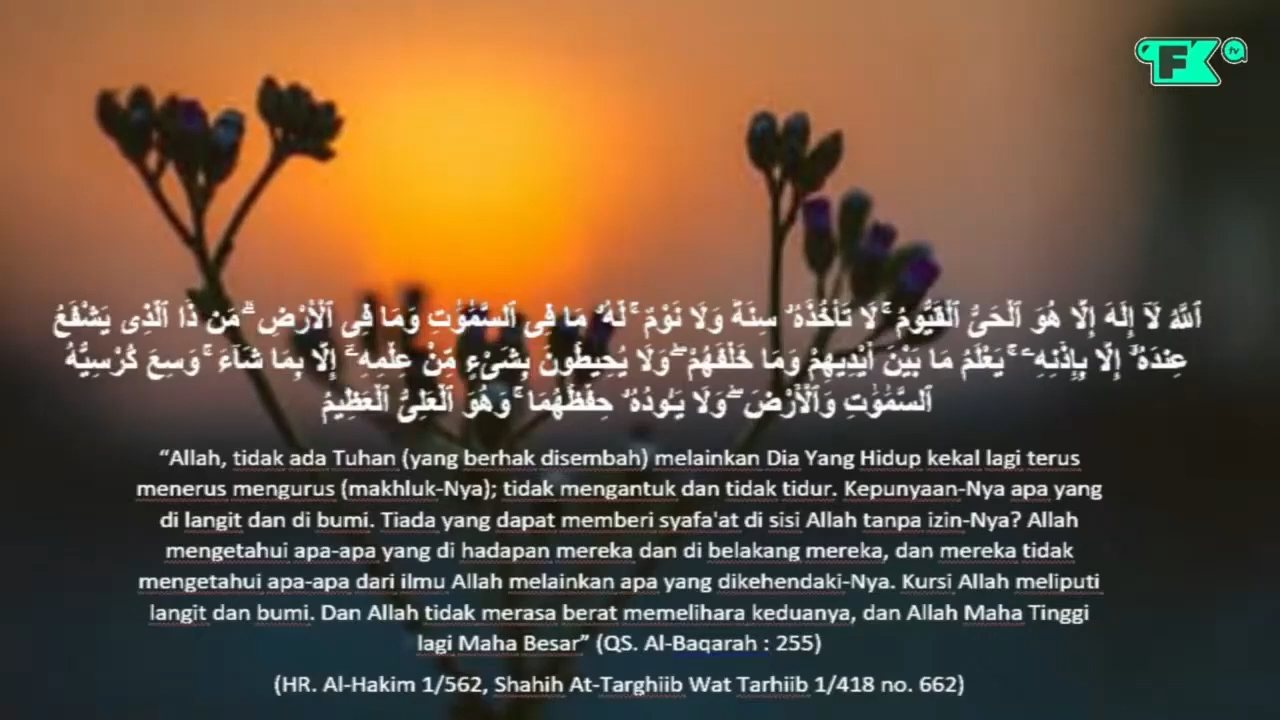 FK tv
ٱللَّهُ لَآ إِلَٰهَ إِلَّا هُوَ ٱلْحَىُّ ٱلْقَيُّومُ ۚ لَا تَأْخُذُهُۥ سِنَةٌ وَلَا نَوْمٌ ۚ لَهُۥ مَا فِى ٱلسَّمَٰوَٰتِ وَمَا فِى ٱلْأَرْضِ ۗ مَن ذَا ٱلَّذِى يَشْفَعُ
عِندَهُۥٓ إِلَّا بِإِذْنِهِۦ ۚ يَعْلَمُ مَا بَيْنَ أَيْدِيهِمْ وَمَا خَلْفَهُمْ ۖ وَلَا يُحِيطُونَ بِشَىْءٍ مِّنْ عِلْمِهِۦٓ إِلَّا بِمَا شَآءَ ۚ وَسِعَ كُرْسِيُّهُ
ٱلسَّمَٰوَٰتِ وَٱلْأَرْضَ ۖ وَلَا يَـُٔودُهُۥ حِفْظُهُمَا ۚ وَهُوَ ٱلْعَلِىُّ ٱلْعَظِيمُ
“Allah, tidak ada Tuhan (yang berhak disembah) melainkan Dia Yang Hidup kekal lagi terus
menerus mengurus (makhluk-Nya); tidak mengantuk dan tidak tidur. Kepunyaan-Nya apa yang
di langit dan di bumi. Tiada yang dapat memberi syafa'at di sisi Allah tanpa izin-Nya? Allah
mengetahui apa-apa yang di hadapan mereka dan di belakang mereka, dan mereka tidak
mengetahui apa-apa dari ilmu Allah melainkan apa yang dikehendaki-Nya. Kursi Allah meliputi
langit dan bumi. Dan Allah tidak merasa berat memelihara keduanya, dan Allah Maha Tinggi
lagi Maha Besar” (QS. Al-Baqarah : 255)
(HR. Al-Hakim 1/562, Shahih At-Targhiib Wat Tarhiib 1/418 no. 662)